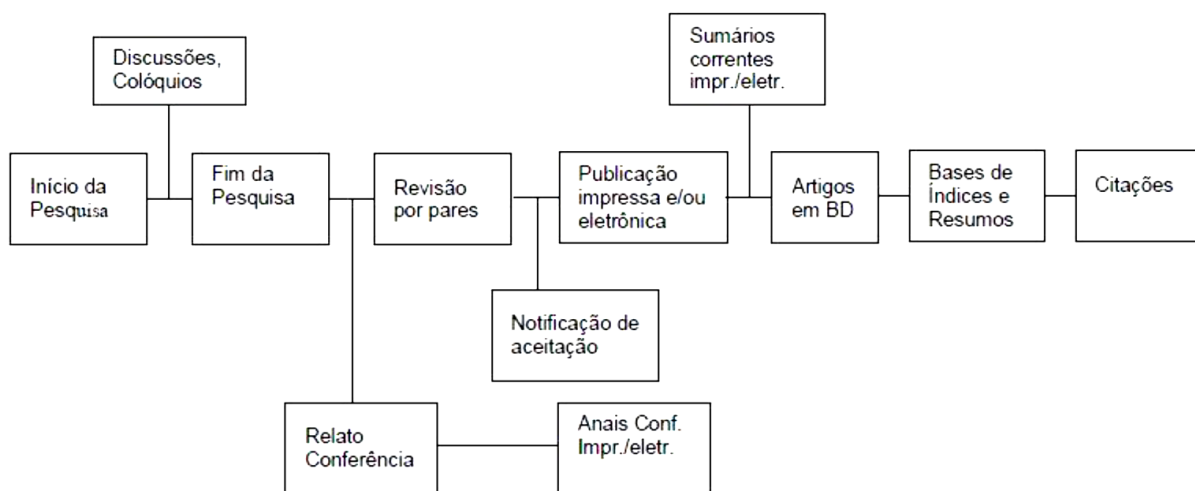 Discussões,
Colóquios
Sumários
correntes
impr./eletr.
Início da
Pesquisa
Fim da
Pesquisa
Revisão
por pares
Publicação
impressa e/ou
eletrônica
Artigos
em BD
Bases de
Índices e
Resumos
Citações
Notificação de
aceitação
Relato
Conferência
Anais Conf.
Impr./eletr.